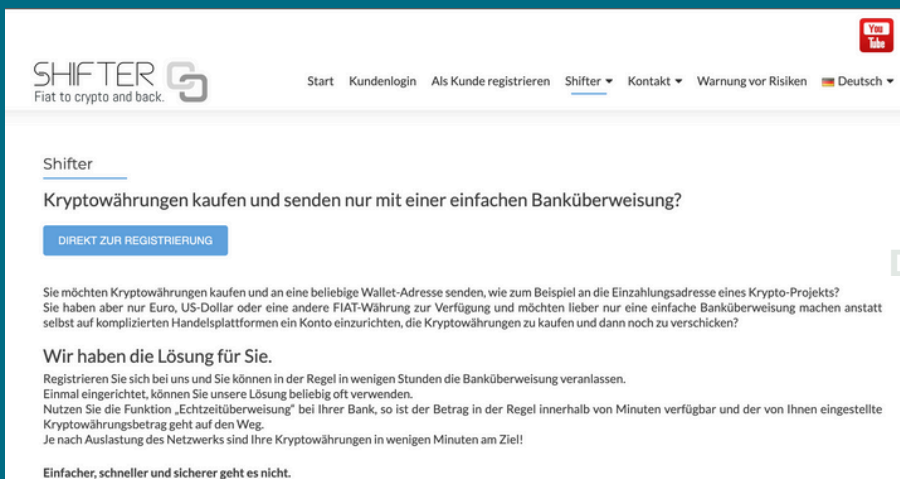 You
Tube
SHIFTER
Fiat to crypto and back.
Start Kundenlogin Als Kunde registrieren Shifter Kontakt Warnung vor Risiken Deutsch
Shifter
Kryptowährungen kaufen und senden nur mit einer einfachen Banküberweisung?
DIREKT ZUR REGISTRIERUNG
Sie möchten Kryptowährungen kaufen und an eine beliebige Wallet-Adresse senden, wie zum Beispiel an die Einzahlungsadresse eines Krypto-Projekts?
Sie haben aber nur Euro, US-Dollar oder eine andere FIAT-Währung zur Verfügung und möchten lieber nur eine einfache Banküberweisung machen anstatt
selbst auf komplizierten Handelsplattformen ein Konto einzurichten, die Kryptowährungen zu kaufen und dann noch zu verschicken?
Wir haben die Lösung für Sie.
Registrieren Sie sich bei uns und Sie können in der Regel in wenigen Stunden die Banküberweisung veranlassen.
Einmal eingerichtet, können Sie unsere Lösung beliebig oft verwenden.
Nutzen Sie die Funktion „Echtzeitüberweisung" bei Ihrer Bank, so ist der Betrag in der Regel innerhalb von Minuten verfügbar und der von Ihnen eingestellte
Kryptowährungsbetrag geht auf den Weg.
Je nach Auslastung des Netzwerks sind Ihre Kryptowährungen in wenigen Minuten am Ziel!
Einfacher, schneller und sicherer geht es nicht.